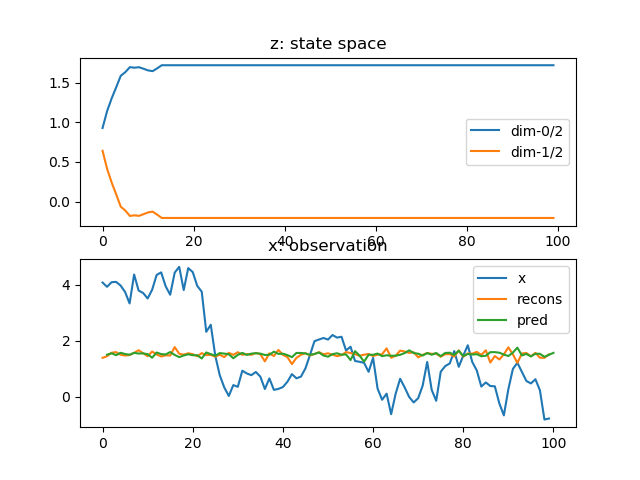 z: state space
1.5
1.0
0.5
0.0
dim-0/2
dim-1/2
0 20 40 60 80 100
x: observation
4
2
0
x
recons
pred
0 20 40 60 80 100